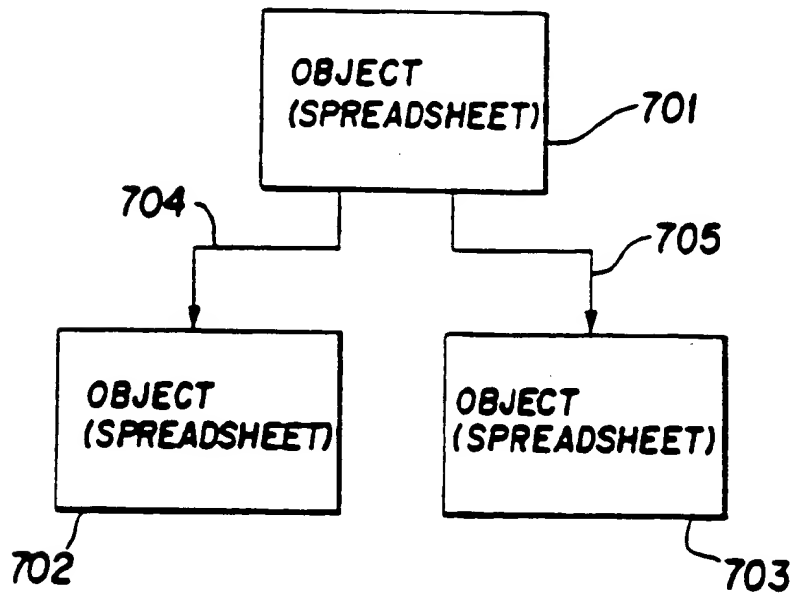 OBJECT
(SPREADSHEET)
701
704
705
OBJECT
(SPREADSHEET)
OBJECT
(SPREADSHEET)
702
703